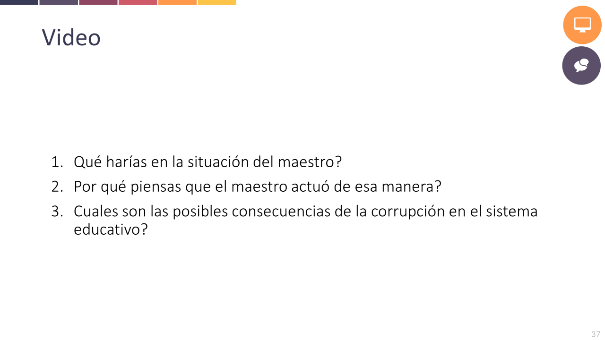 Video
1. Qué harías en la situación del maestro?
2. Por qué piensas que el maestro actuó de esa manera?
3. Cuales son las posibles consecuencias de la corrupción en el sistema
educativo?
37